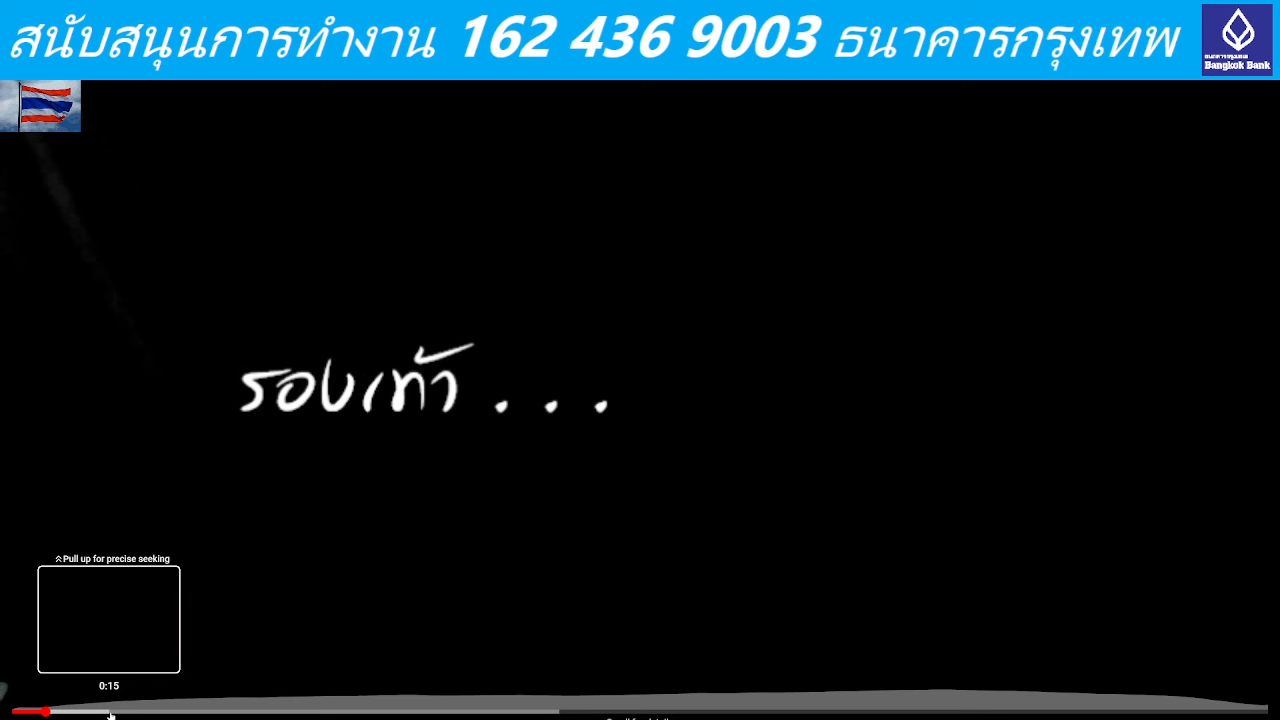 สนับสนุนการทำงาน 162 436 9003 ธนาคารกรุงเทพ
Bangkok Bank
รองเท้า . . .
Pull up for precise seeking
0:15